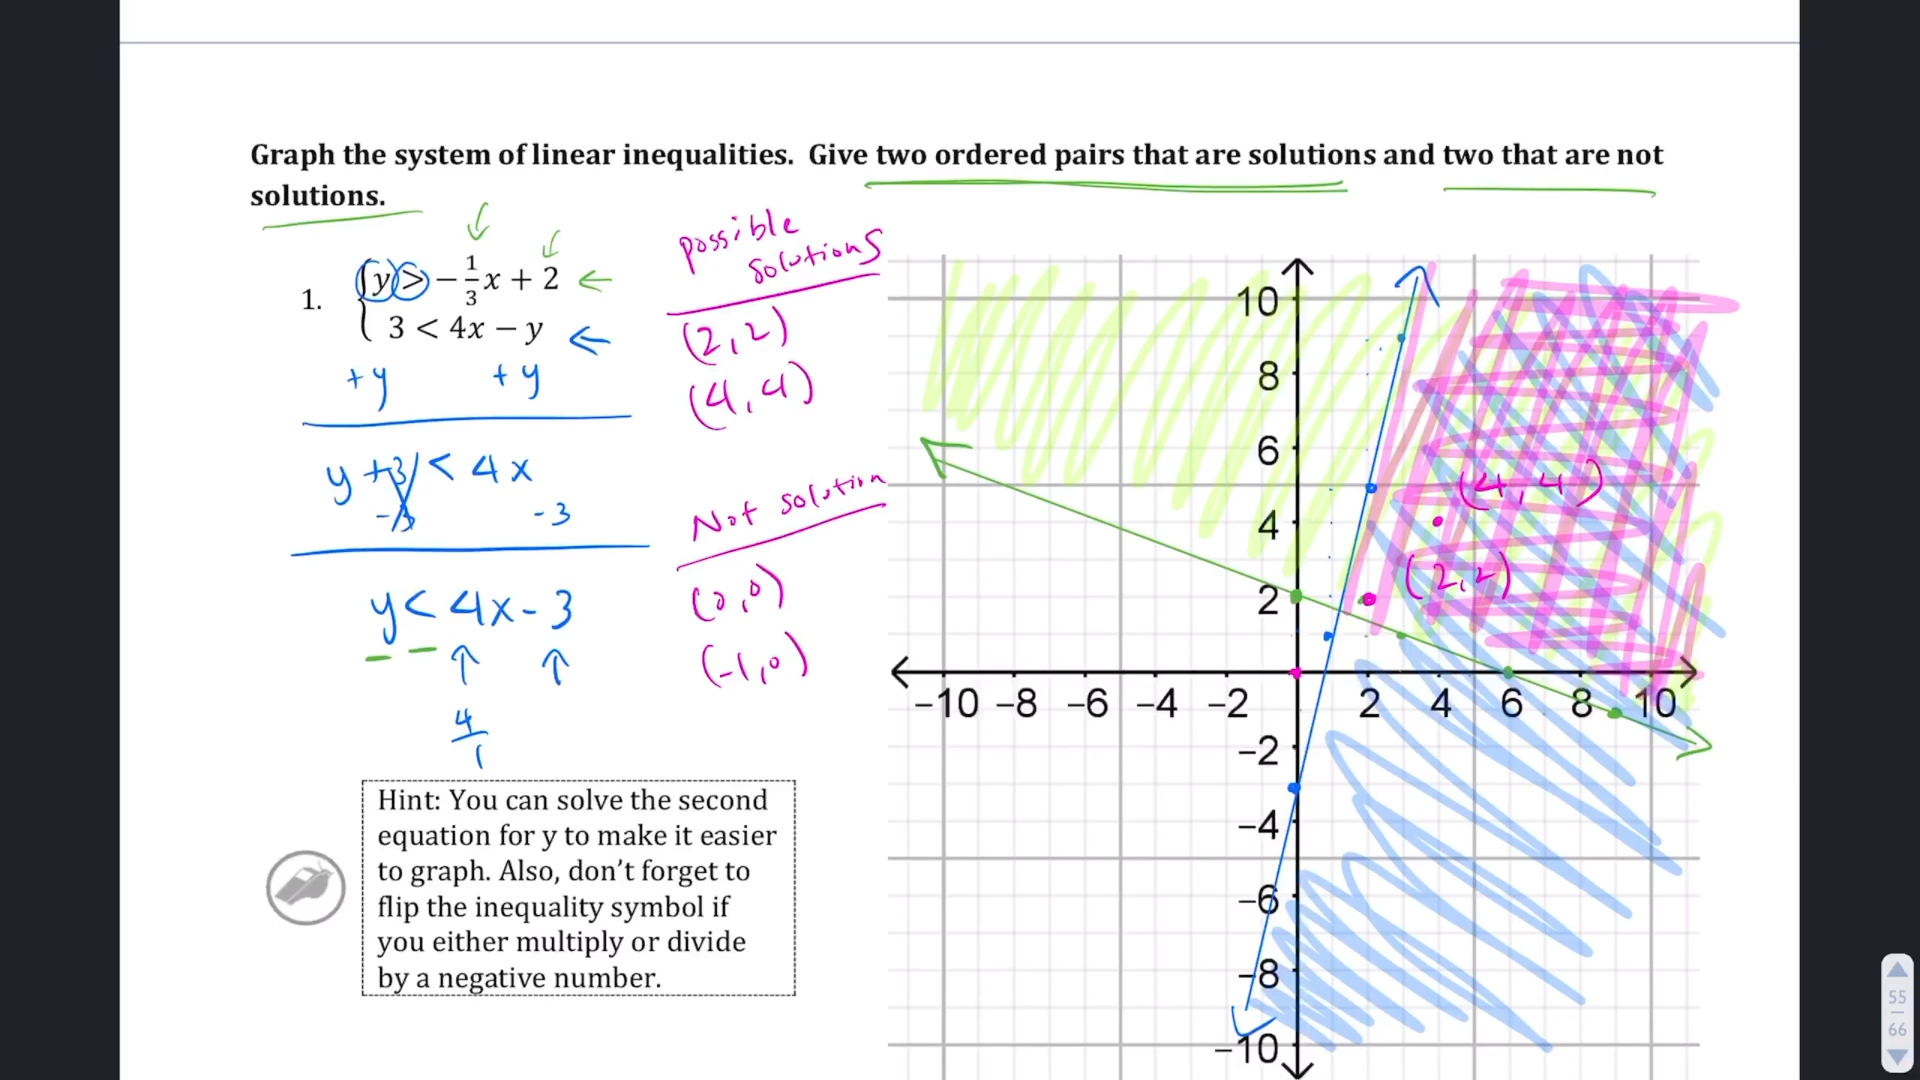 Graph the system of linear inequalities. Give two ordered pairs that are solutions and two that are not
solutions.
1. { y > −1/3x + 2
3 < 4x − y
+y +y
y +3 < 4x
-3 -3
y < 4x - 3
4/1
possible
solutions
(2,2)
(4,4)
Not solution
(0,0)
(-1,0)
Hint: You can solve the second
equation for y to make it easier
to graph. Also, don’t forget to
flip the inequality symbol if
you either multiply or divide
by a negative number.
10
8
6
(4,4)
4
(2,2)
2
−10 −8 −6 −4 −2 2 4 6 8 10
−2
−4
−6
−8
−10
55
66